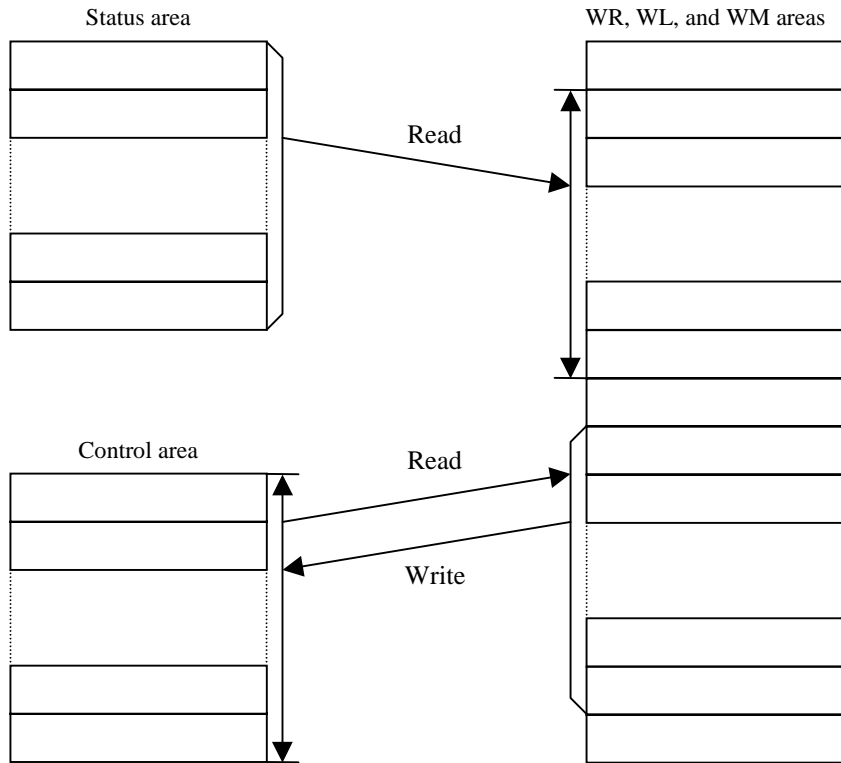 Status area
WR, WL, and WM areas
Read
Control area
Read
Write